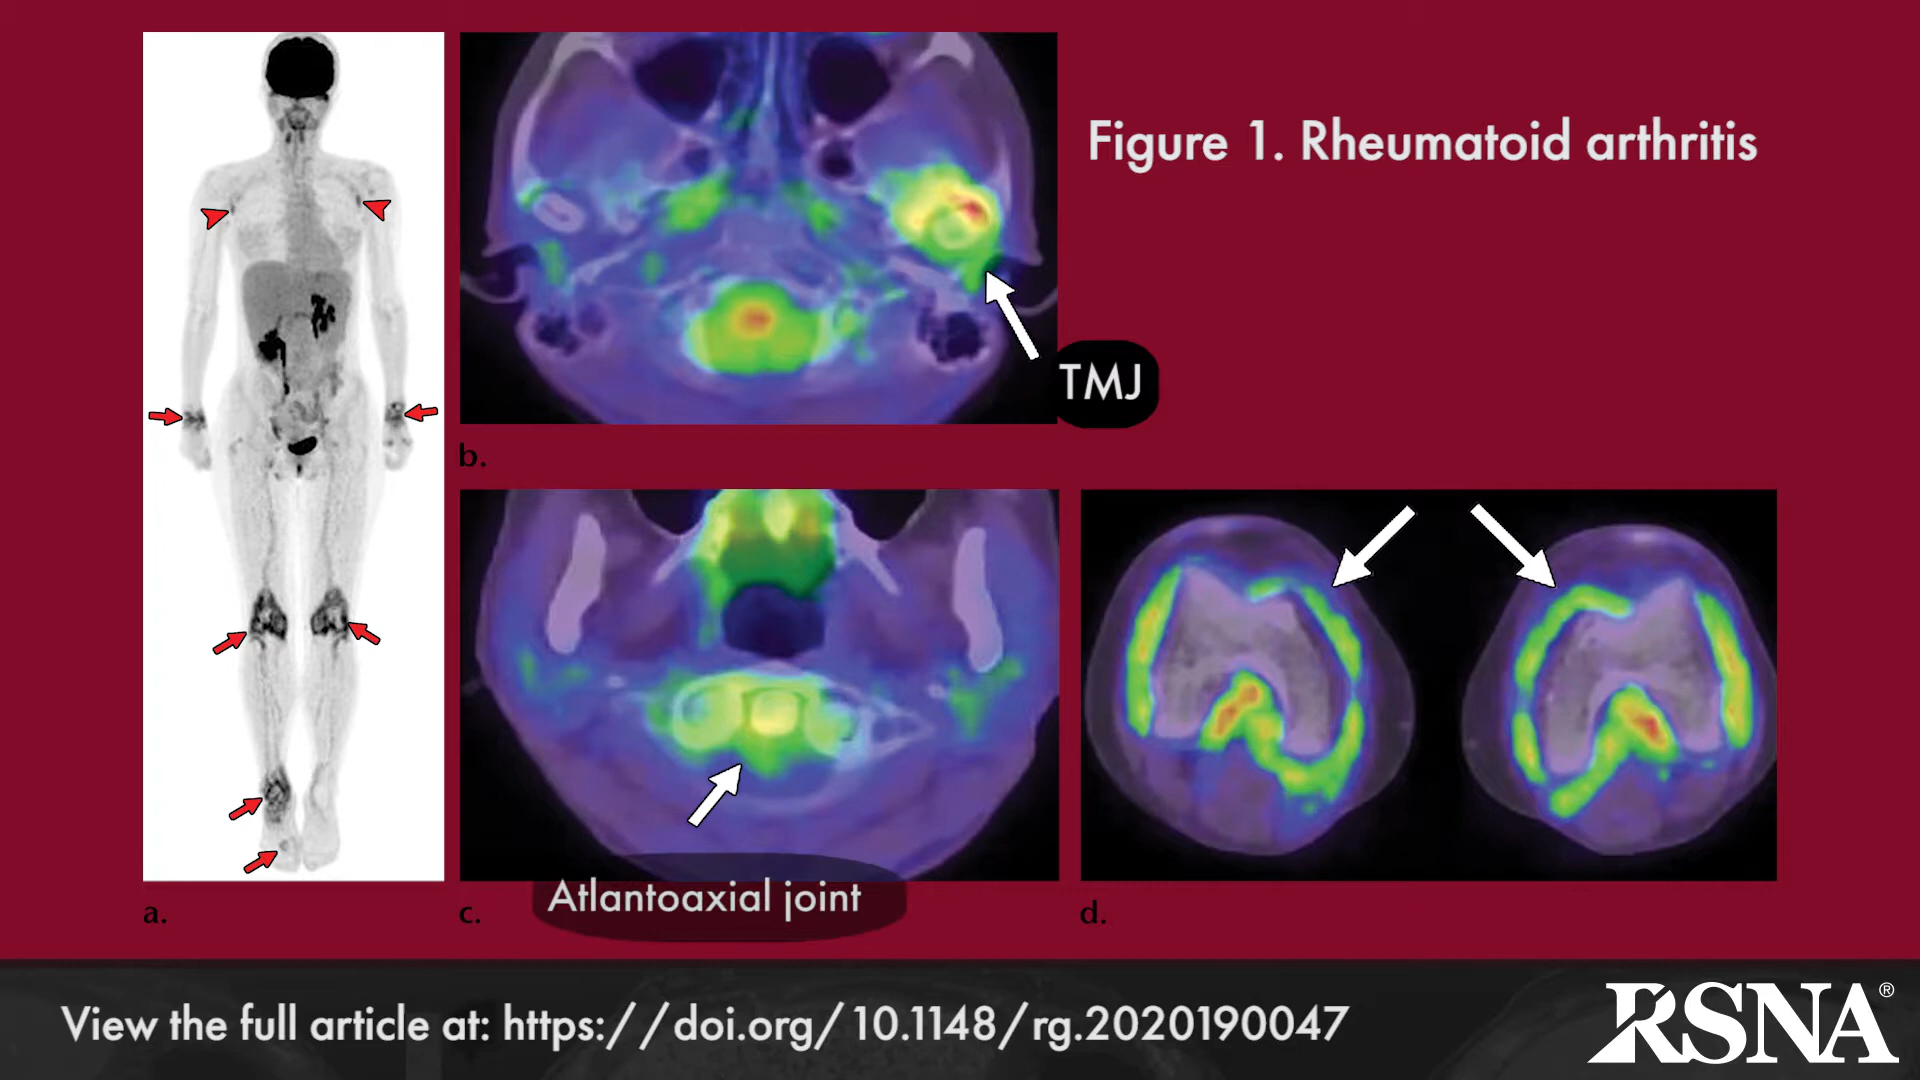 Figure 1. Rheumatoid arthritis
TMJ
b.
Atlantoaxial joint
a.
c.
d.
View the full article at: https://doi.org/10.1148/rg.2020190047
RSNA®